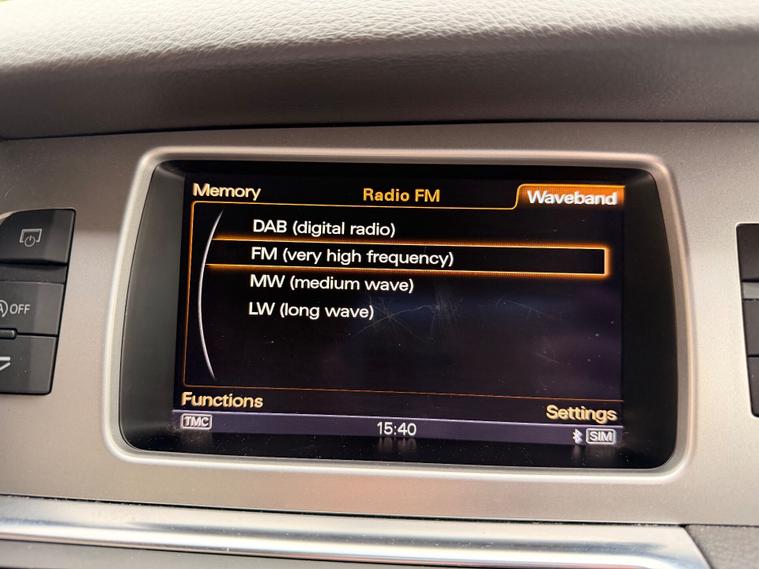 Memory
Radio FM
Waveband
DAB (digital radio)
FM (very high frequency)
MW (medium wave)
LW (long wave)
OFF
Functions
Settings
TMC
15:40
SIM